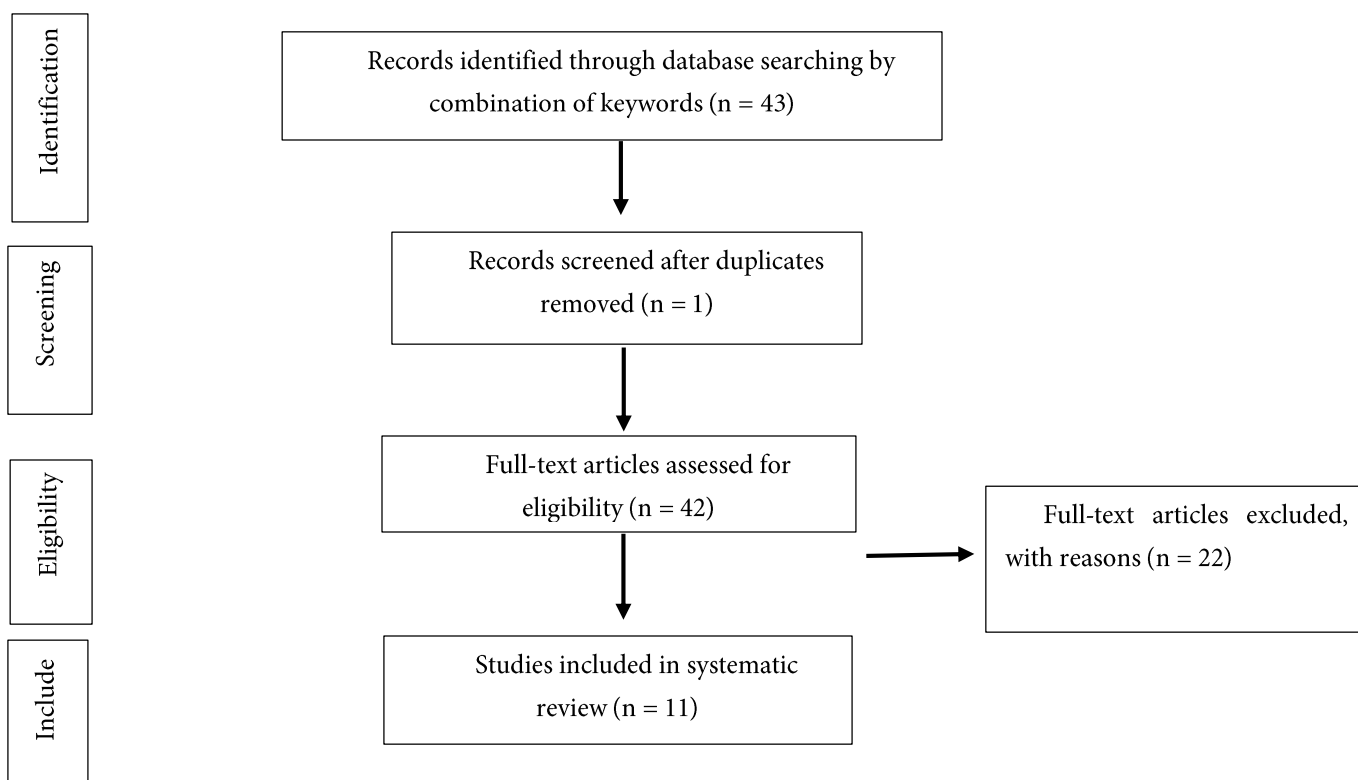 Identification
Records identified through database searching by
combination of keywords (n = 43)
Screening
Records screened after duplicates
removed (n = 1)
Eligibility
Full-text articles assessed for
eligibility (n = 42)
Full-text articles excluded,
with reasons (n = 22)
Include
Studies included in systematic
review (n = 11)